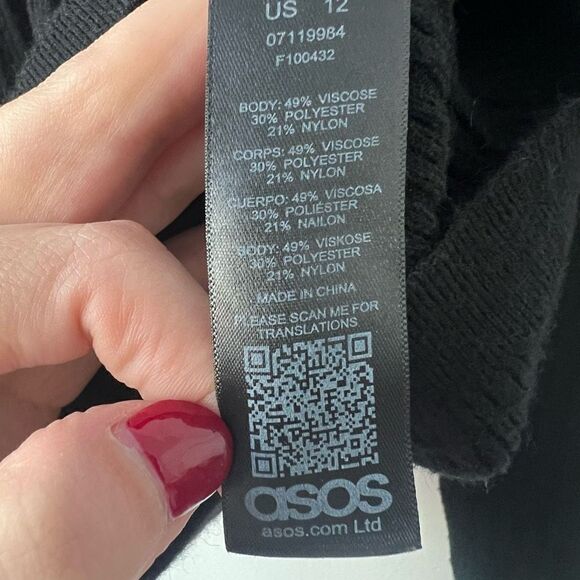 US 12
07119984
F100432
BODY: 49% VISCOSE
30% POLYESTER
21% NYLON
CORPS: 49% VISCOSE
30% POLYESTER
21% NYLON
CUERPO: 49% VISCOSA
30% POLIÉSTER
21% NAILON
BODY: 49% VISKOSE
30% POLYESTER
21% NYLON
MADE IN CHINA
PLEASE SCAN ME FOR
TRANSLATIONS
asos
asos.com Ltd